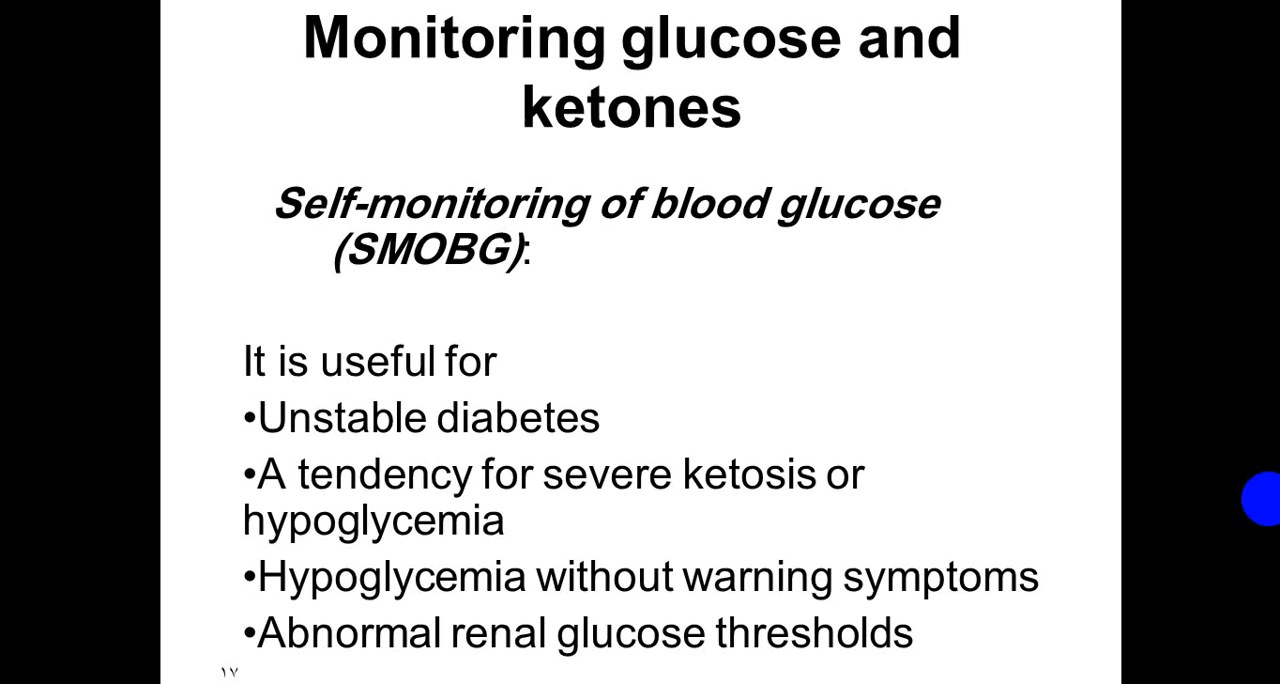 Monitoring glucose and
ketones
Self-monitoring of blood glucose
(SMOBG):
It is useful for
•Unstable diabetes
•A tendency for severe ketosis or
hypoglycemia
•Hypoglycemia without warning symptoms
•Abnormal renal glucose thresholds
١٧